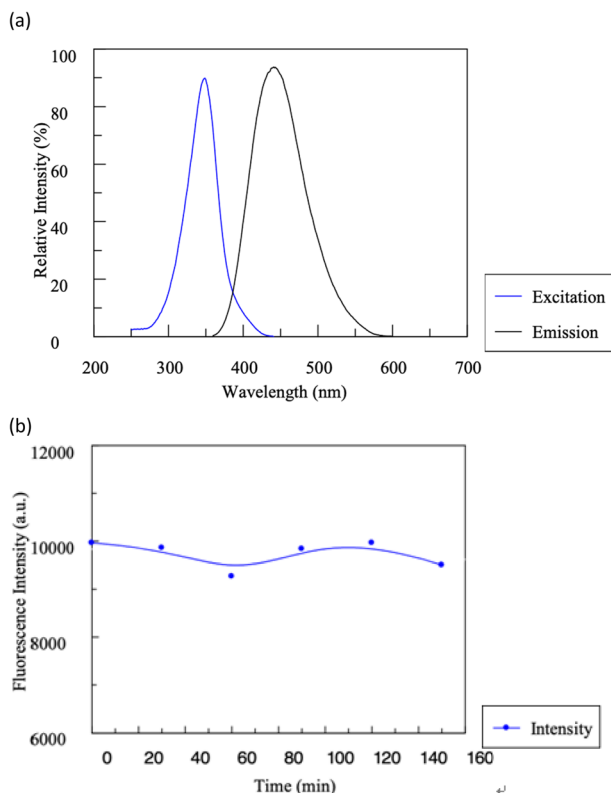 (a)
100
80
60
40
20
0
Relative Intensity (%)
200 300 400 500 600 700
Wavelength (nm)
Excitation
Emission
(b)
12000
10000
8000
6000
Fluorescence Intensity (a.u.)
0 20 40 60 80 100 120 140 160
Time (min)
Intensity